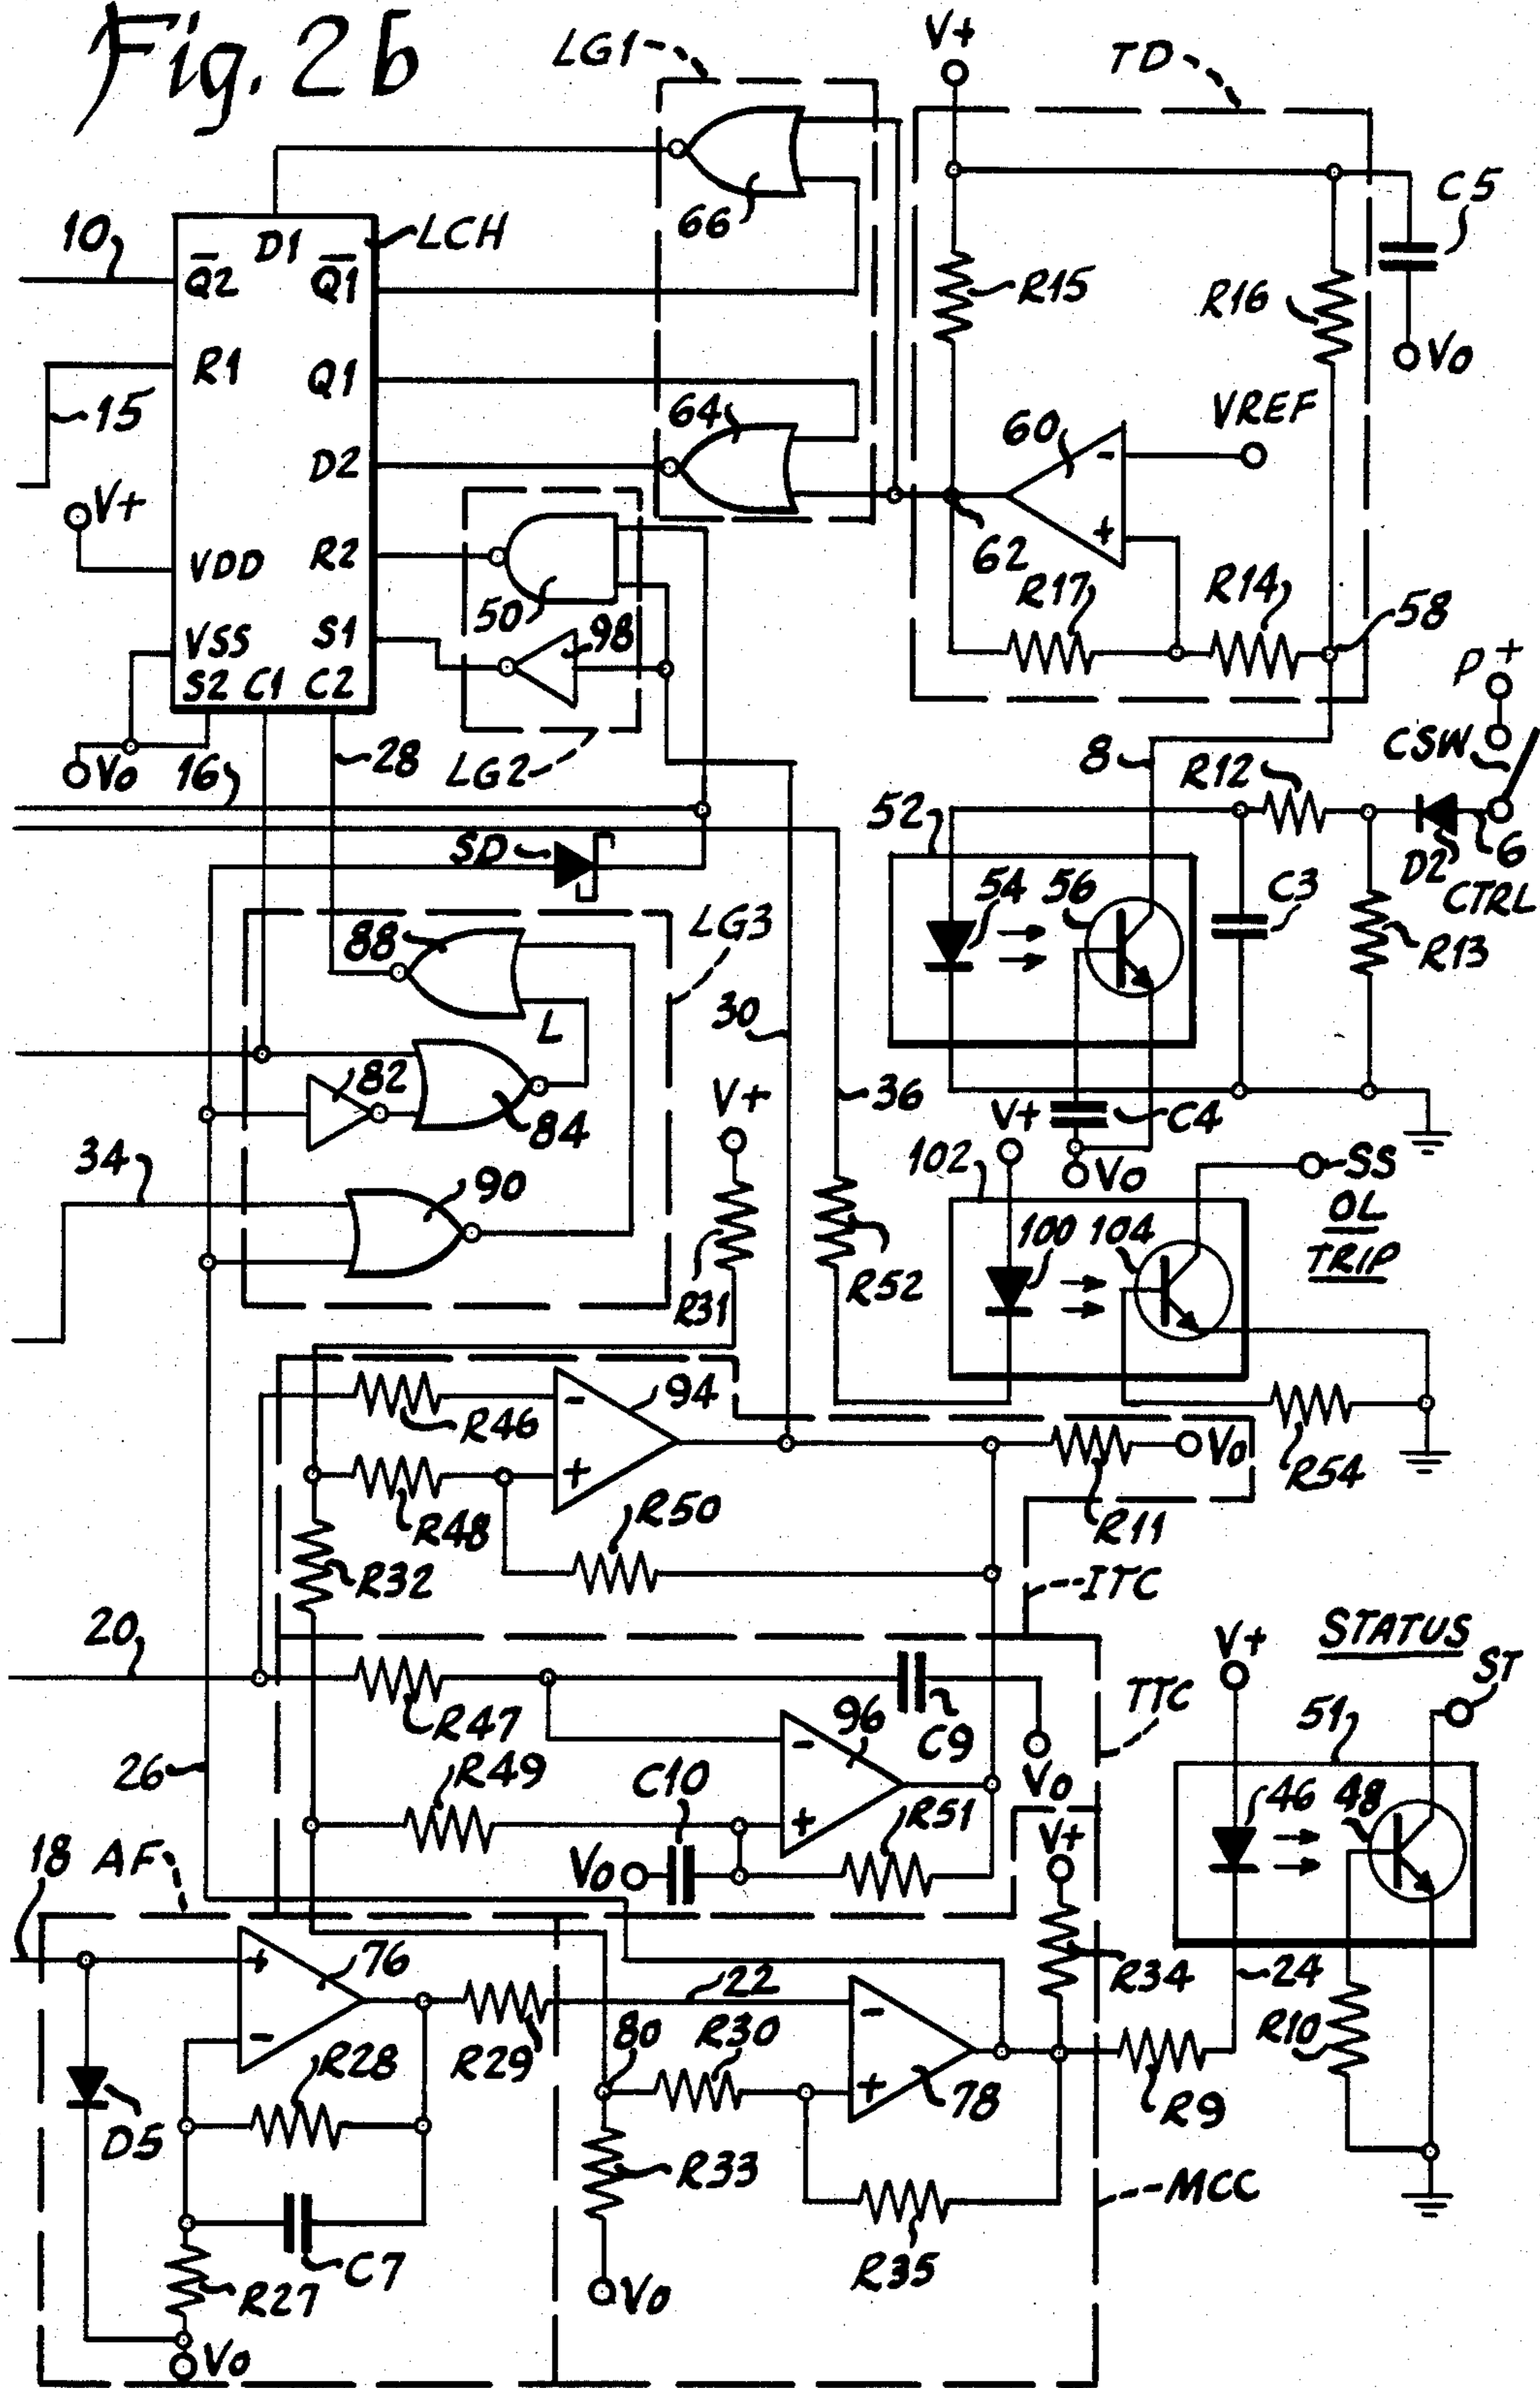 Fig. 2b
LG1
V+
TD
66
C5
10
D1
LCH
Q̅2
Q̅1
R15
R16
Vo
R1
Q1
15
64
60
VREF
-
D2
V+
+
62
VDD
R2
R17
R14
50
58
98
VSS
S1
P+
S2 C1 C2
CSW
28
8
R12
Vo
16
LG2
52
6
SD
D2
CTRL
54
56
C3
LG3
88
R13
30
L
82
V+
36
84
V+
C4
34
102
Vo
SS
90
OL
TRIP
100
104
R31
R52
-
94
R46
Vo
+
R54
R48
R50
R11
R32
ITC
20
STATUS
V+
ST
TTC
R47
96
C9
51
-
26
R49
C10
Vo
46
48
+
R51
18
AF
Vo
V+
+
76
R34
24
22
-
-
80
R30
R10
R28
R29
+
78
R9
D5
R33
MCC
R35
C7
R27
Vo
Vo